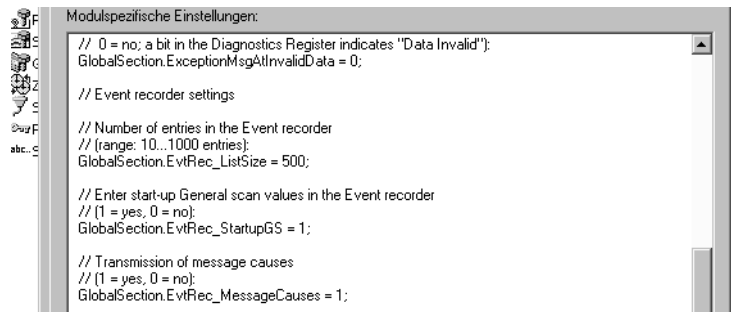 Modulspezifische Einstellungen:
// 0 = no; a bit in the Diagnostics Register indicates "Data Invalid"):
GlobalSection.ExceptionMsgAtInvalidData = 0;
// Event recorder settings
// Number of entries in the Event recorder
// (range: 10...1000 entries):
GlobalSection.EvtRec_ListSize = 500;
// Enter start-up General scan values in the Event recorder
// (1 = yes, 0 = no):
GlobalSection.EvtRec_StartupGS = 1;
// Transmission of message causes
// (1 = yes, 0 = no):
GlobalSection.EvtRec_MessageCauses = 1;